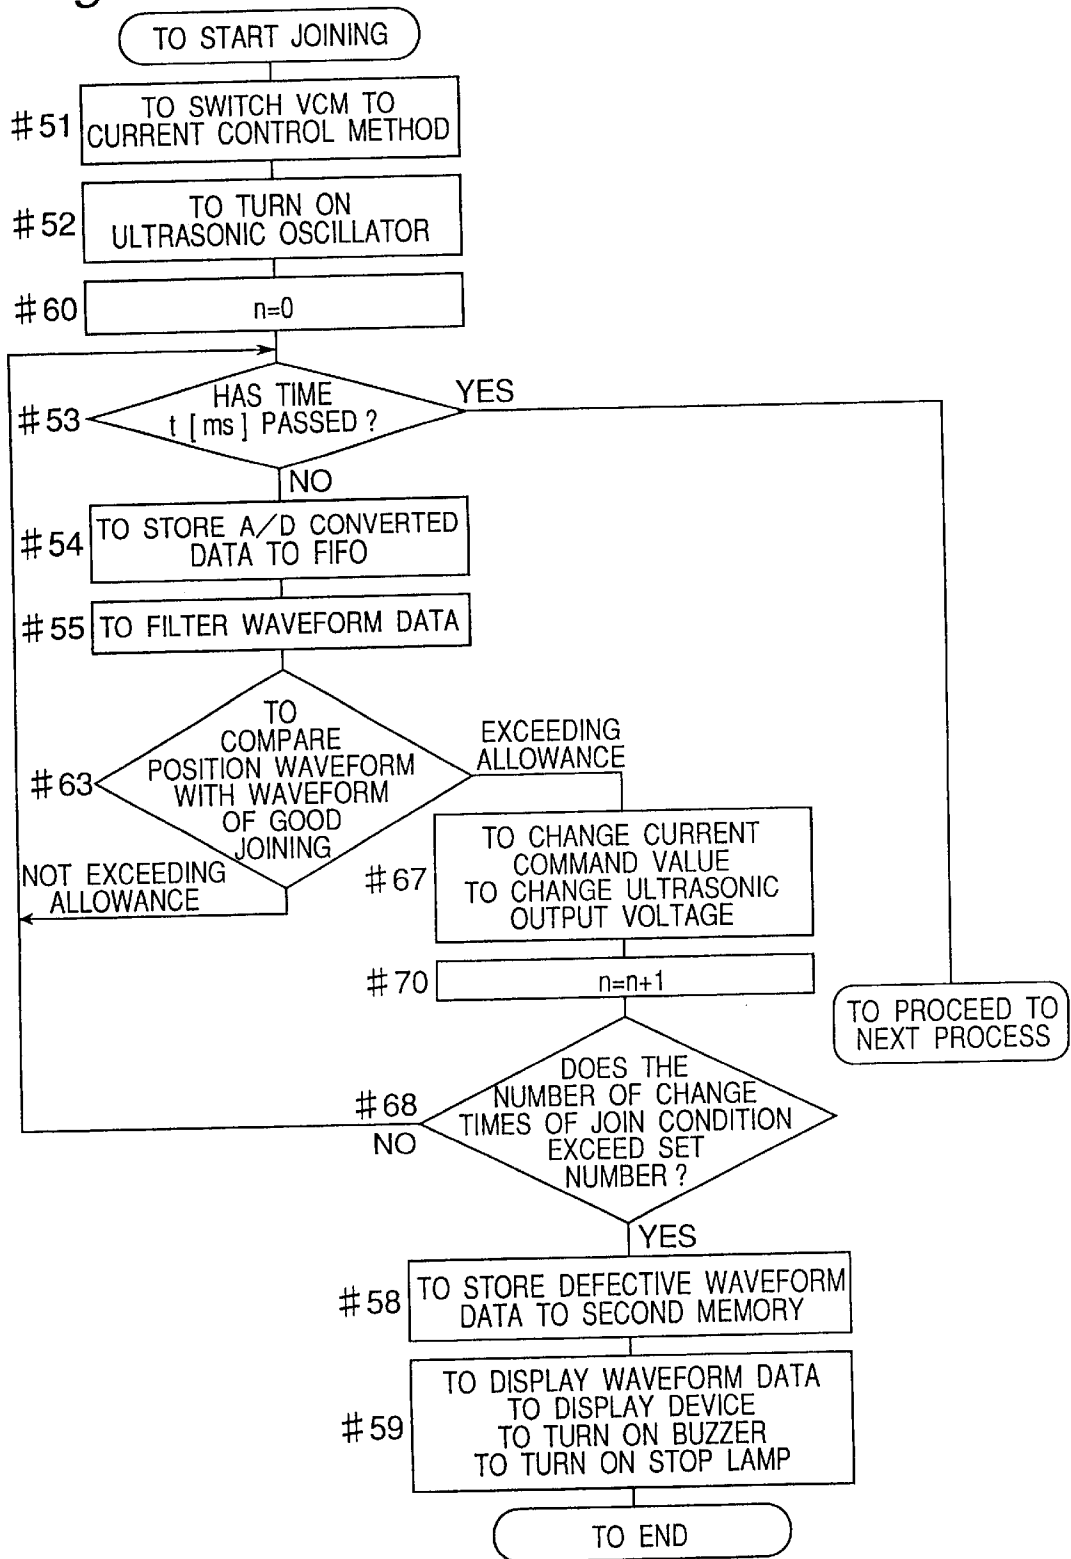 g
TO START JOINING
#51
TO SWITCH VCM TO
CURRENT CONTROL METHOD
#52
TO TURN ON
ULTRASONIC OSCILLATOR
#60
n=0
#53
HAS TIME
t [ms] PASSED?
YES
NO
#54
TO STORE A/D CONVERTED
DATA TO FIFO
#55
TO FILTER WAVEFORM DATA
#63
TO
COMPARE
POSITION WAVEFORM
WITH WAVEFORM
OF GOOD
JOINING
EXCEEDING
ALLOWANCE
NOT EXCEEDING
ALLOWANCE
#67
TO CHANGE CURRENT
COMMAND VALUE
TO CHANGE ULTRASONIC
OUTPUT VOLTAGE
#70
n=n+1
TO PROCEED TO
NEXT PROCESS
#68
NO
DOES THE
NUMBER OF CHANGE
TIMES OF JOIN CONDITION
EXCEED SET
NUMBER?
YES
#58
TO STORE DEFECTIVE WAVEFORM
DATA TO SECOND MEMORY
#59
TO DISPLAY WAVEFORM DATA
TO DISPLAY DEVICE
TO TURN ON BUZZER
TO TURN ON STOP LAMP
TO END